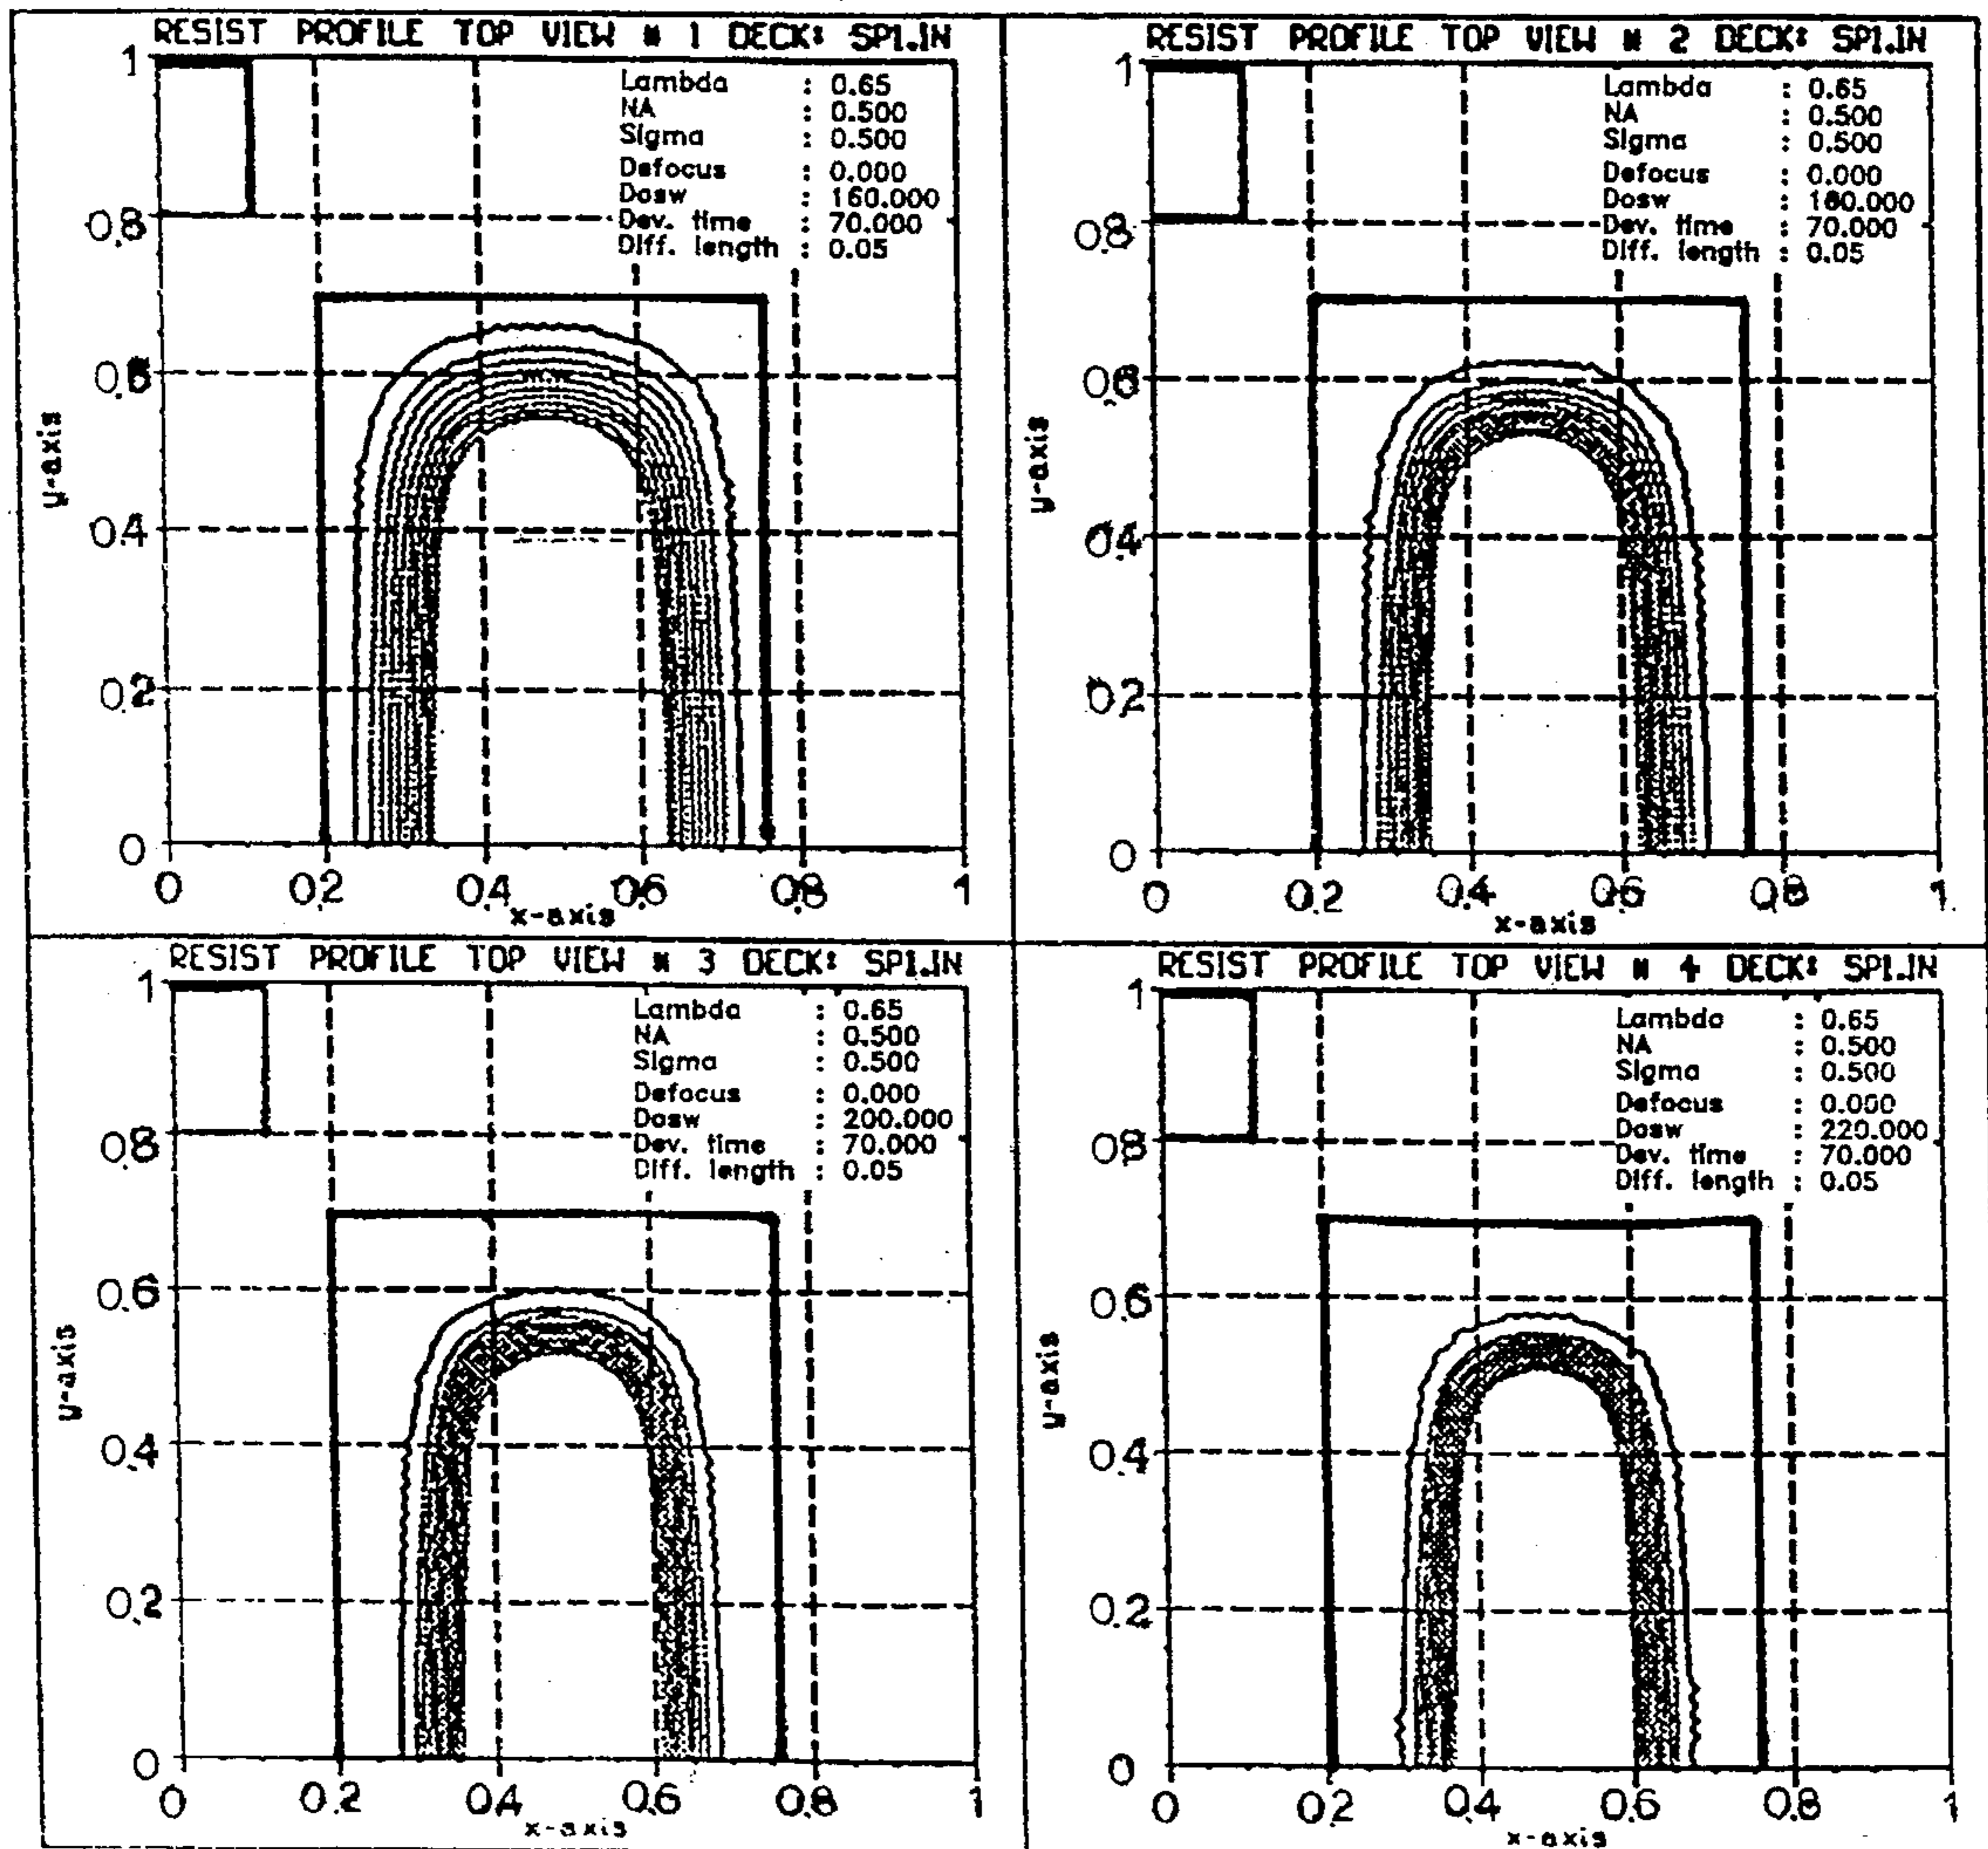 RESIST PROFILE TOP VIEW # 1 DECK: SP1.IN
Lambda : 0.65
NA : 0.500
Sigma : 0.500
Defocus : 0.000
Dosw : 160.000
Dev. time : 70.000
Diff. length : 0.05
1
0.8
0.6
0.4
0.2
0
y-axis
0 0.2 0.4 0.6 0.8 1
x-axis
RESIST PROFILE TOP VIEW # 2 DECK: SP1.IN
Lambda : 0.65
NA : 0.500
Sigma : 0.500
Defocus : 0.000
Dosw : 180.000
Dev. time : 70.000
Diff. length : 0.05
1
0.8
0.6
0.4
0.2
0
y-axis
0 0.2 0.4 0.6 0.8 1
x-axis
RESIST PROFILE TOP VIEW # 3 DECK: SP1.IN
Lambda : 0.65
NA : 0.500
Sigma : 0.500
Defocus : 0.000
Dosw : 200.000
Dev. time : 70.000
Diff. length : 0.05
1
0.8
0.6
0.4
0.2
0
y-axis
0 0.2 0.4 0.6 0.8 1
x-axis
RESIST PROFILE TOP VIEW # 4 DECK: SP1.IN
Lambda : 0.65
NA : 0.500
Sigma : 0.500
Defocus : 0.000
Dosw : 220.000
Dev. time : 70.000
Diff. length : 0.05
1
0.8
0.6
0.4
0.2
0
y-axis
0 0.2 0.4 0.6 0.8 1
x-axis